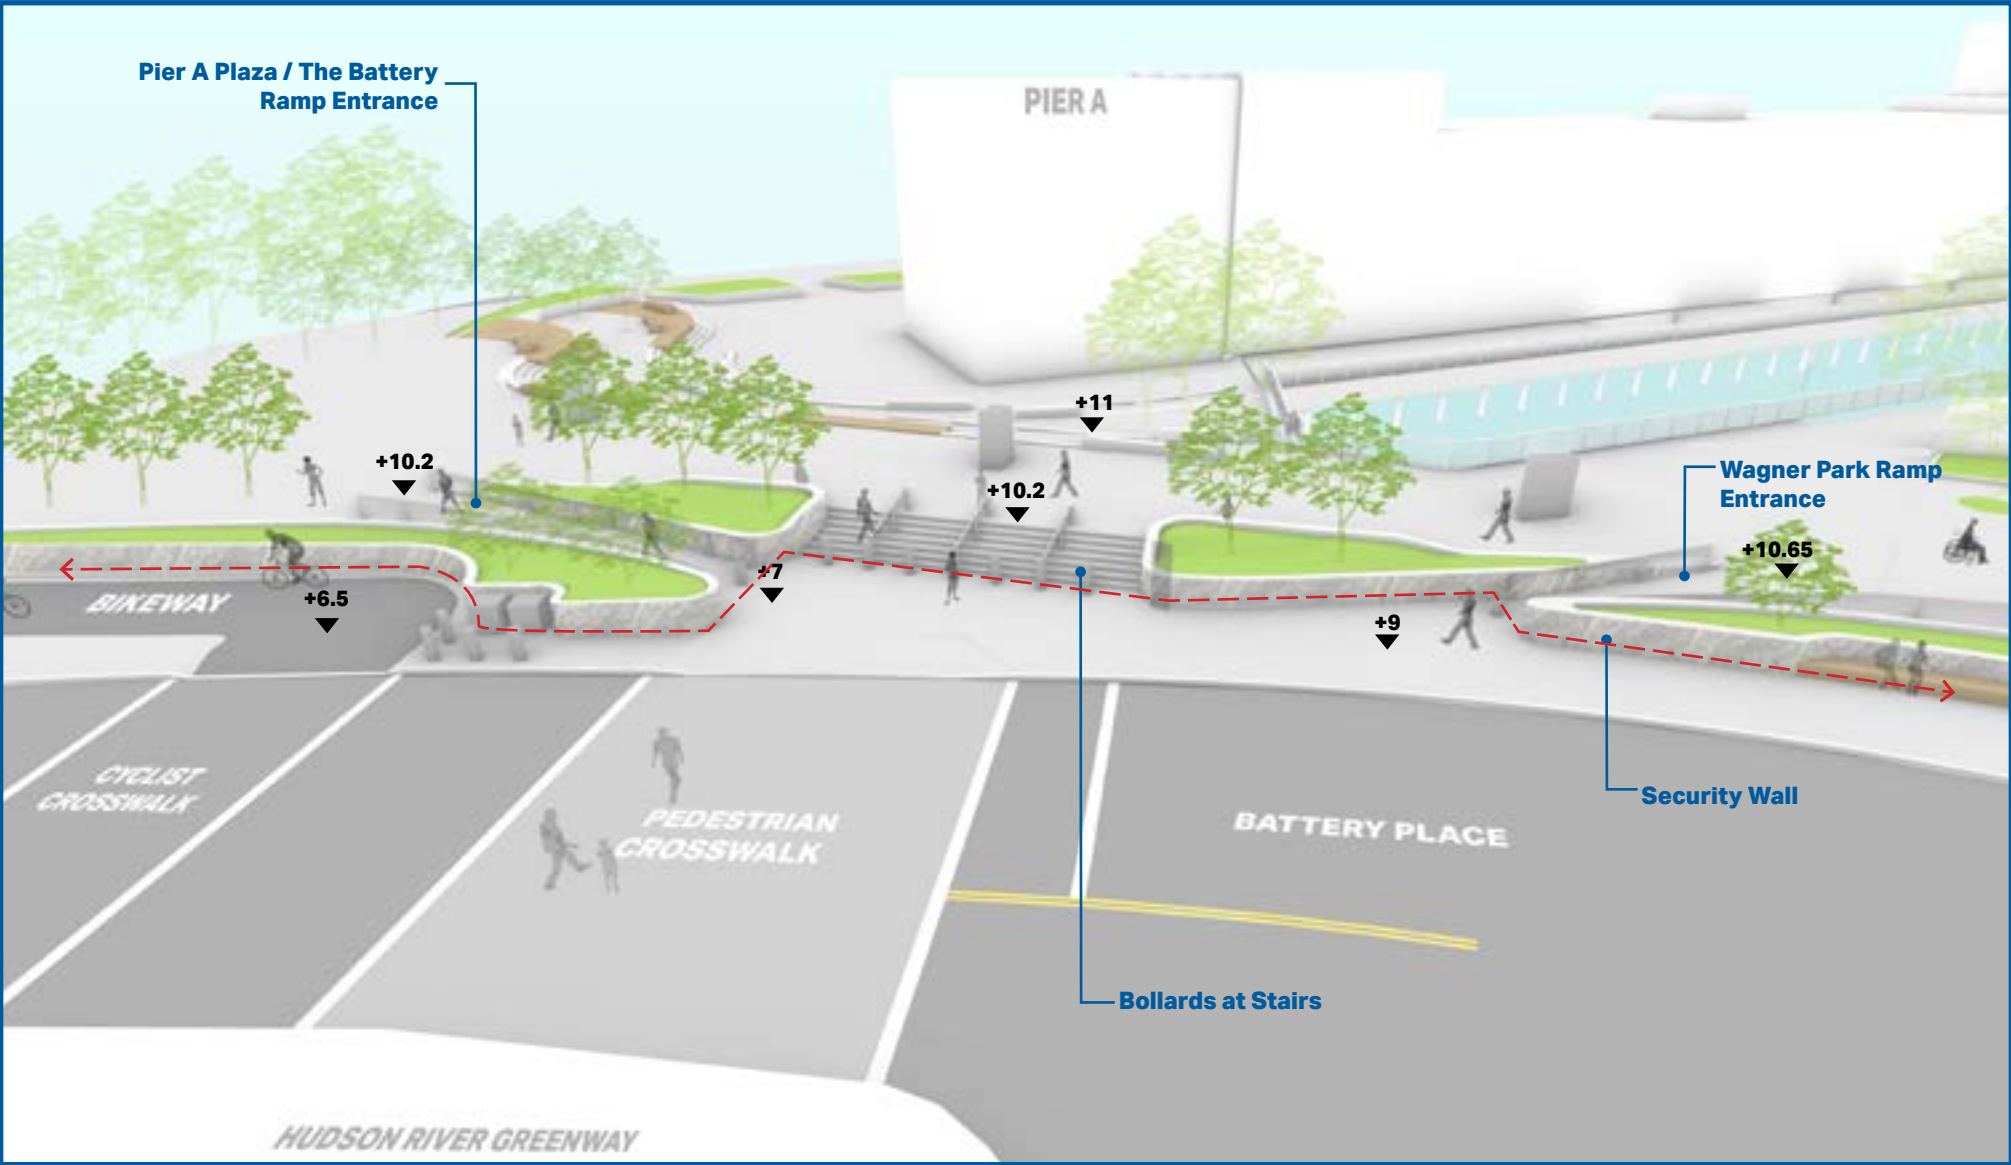 Pier A Plaza / The Battery
Ramp Entrance
PIER A
+11
+10.2
+10.2
Wagner Park Ramp
Entrance
+10.65
+7
+6.5
BIKEWAY
+9
CYCLIST
CROSSWALK
PEDESTRIAN
CROSSWALK
BATTERY PLACE
Security Wall
Bollards at Stairs
HUDSON RIVER GREENWAY